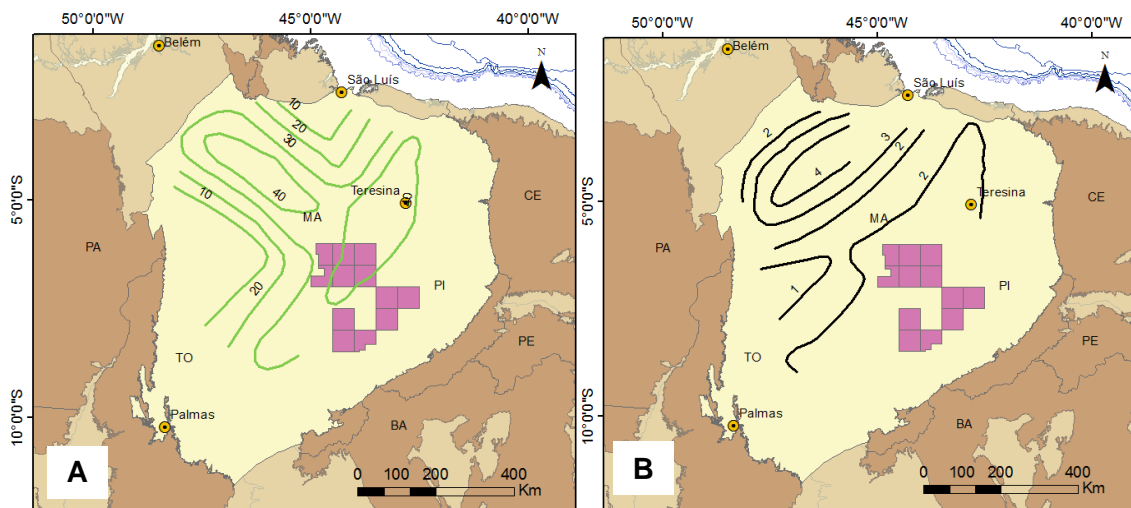 50°0'0"W 45°0'0"W 40°0'0"W
5°0'0"S
10°0'0"S
N
Belém
São Luís
10
20
30
40
10
20
Teresina
MA
CE
PA
PI
TO
PE
Palmas
BA
A
0 100 200 400
Km
50°0'0"W 45°0'0"W 40°0'0"W
5°0'0"S
10°0'0"S
N
Belém
São Luís
2
3
2
4
2
1
Teresina
MA
CE
PA
PI
TO
PE
Palmas
BA
B
0 100 200 400
Km